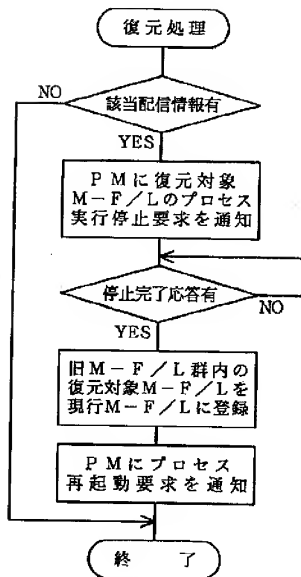 復元処理
NO
該当配信情報有
YES
PMに復元対象
M-F/Lのプロセス
実行停止要求を通知
停止完了応答有
NO
YES
旧M-F/L群内の
復元対象M-F/Lを
現行M-F/Lに登録
PMにプロセス
再起動要求を通知
終 了